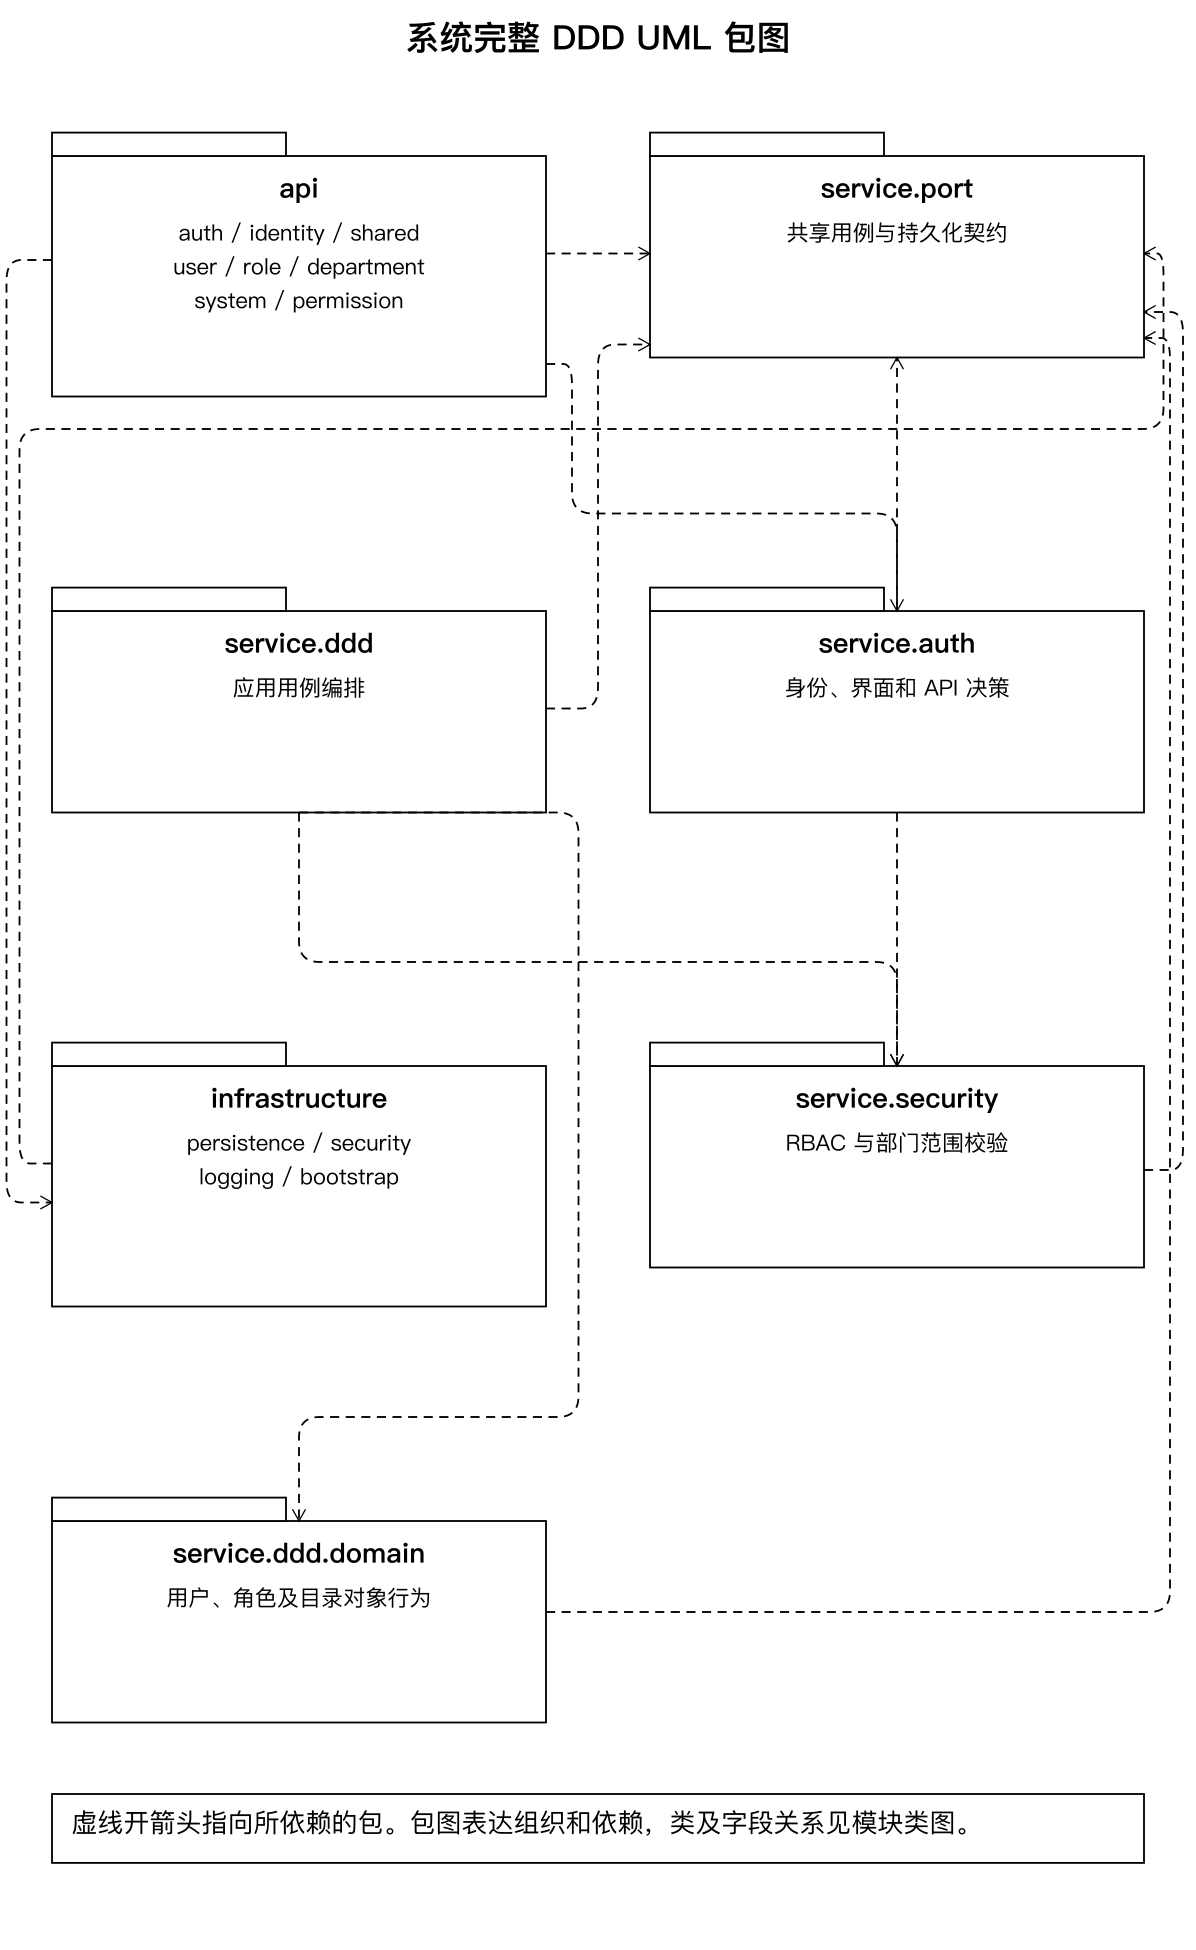 系统完整 DDD UML 包图
api
auth / identity / shared
user / role / department
system / permission
service.port
共享用例与持久化契约
service.ddd
应用用例编排
service.auth
身份、界面和 API 决策
infrastructure
persistence / security
logging / bootstrap
service.security
RBAC 与部门范围校验
service.ddd.domain
用户、角色及目录对象行为
虚线开箭头指向所依赖的包。包图表达组织和依赖，类及字段关系见模块类图。